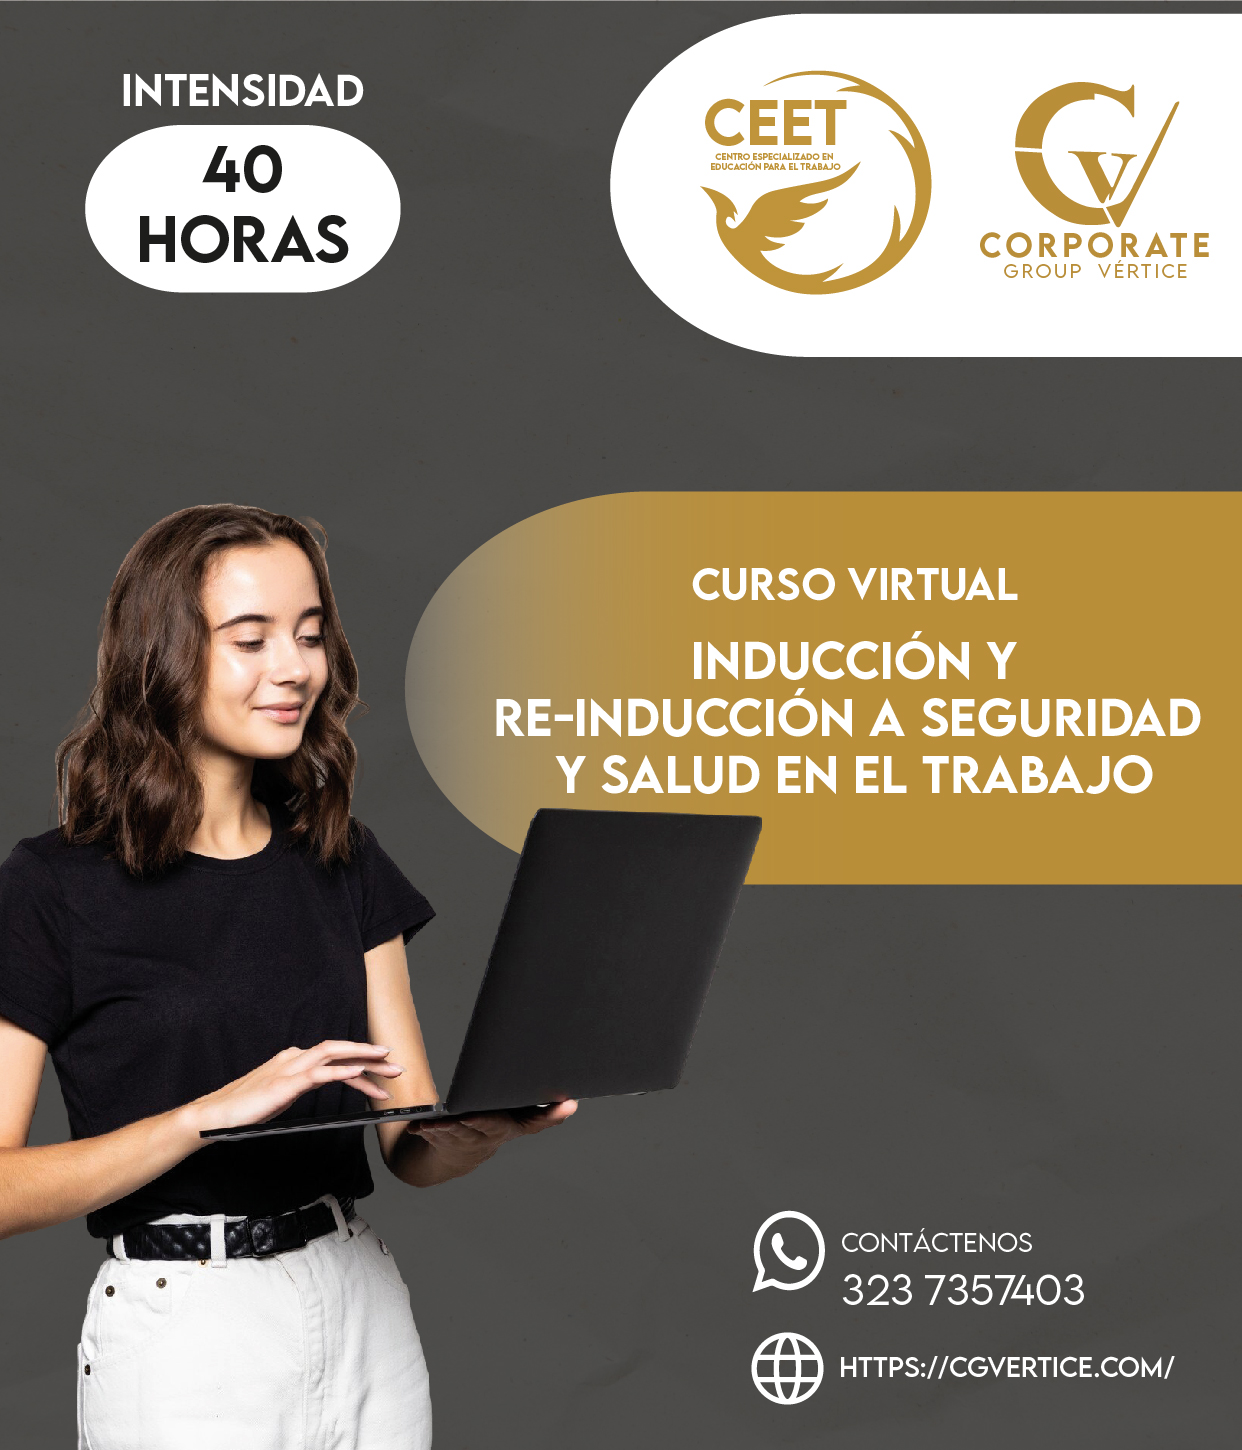 INTENSIDAD
40
HORAS
CEET
CENTRO ESPECIALIZADO EN
EDUCACIÓN PARA EL TRABAJO
CV
CORPORATE
GROUP VÉRTICE
CURSO VIRTUAL
INDUCCIÓN Y
RE-INDUCCIÓN A SEGURIDAD
Y SALUD EN EL TRABAJO
CONTÁCTENOS
323 7357403
HTTPS://CGVERTICE.COM/